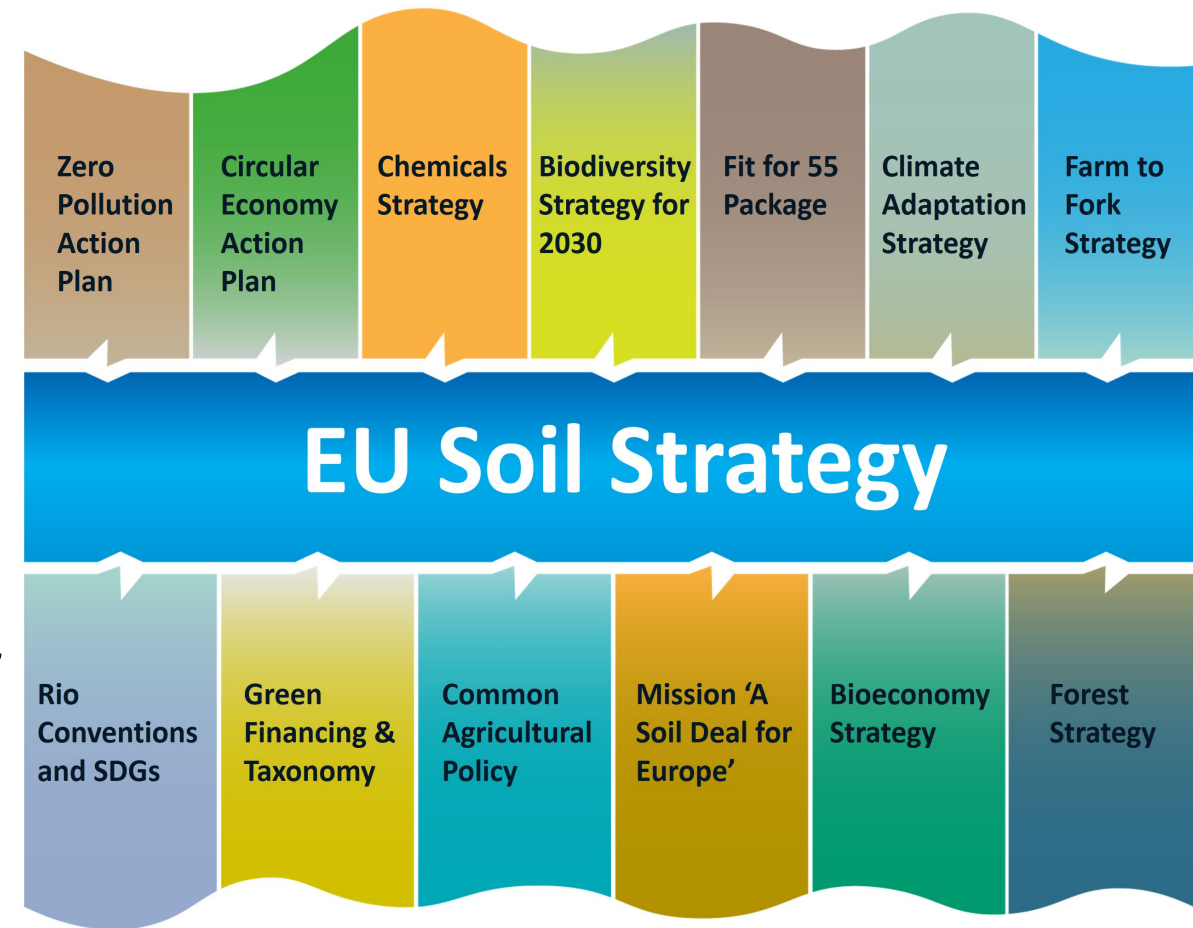 Zero
Pollution
Action
Plan
Circular
Economy
Action
Plan
Chemicals
Strategy
Biodiversity
Strategy for
2030
Fit for 55
Package
Climate
Adaptation
Strategy
Farm to
Fork
Strategy
EU Soil Strategy
Rio
Conventions
and SDGs
Green
Financing &
Taxonomy
Common
Agricultural
Policy
Mission ‘A
Soil Deal for
Europe’
Bioeconomy
Strategy
Forest
Strategy